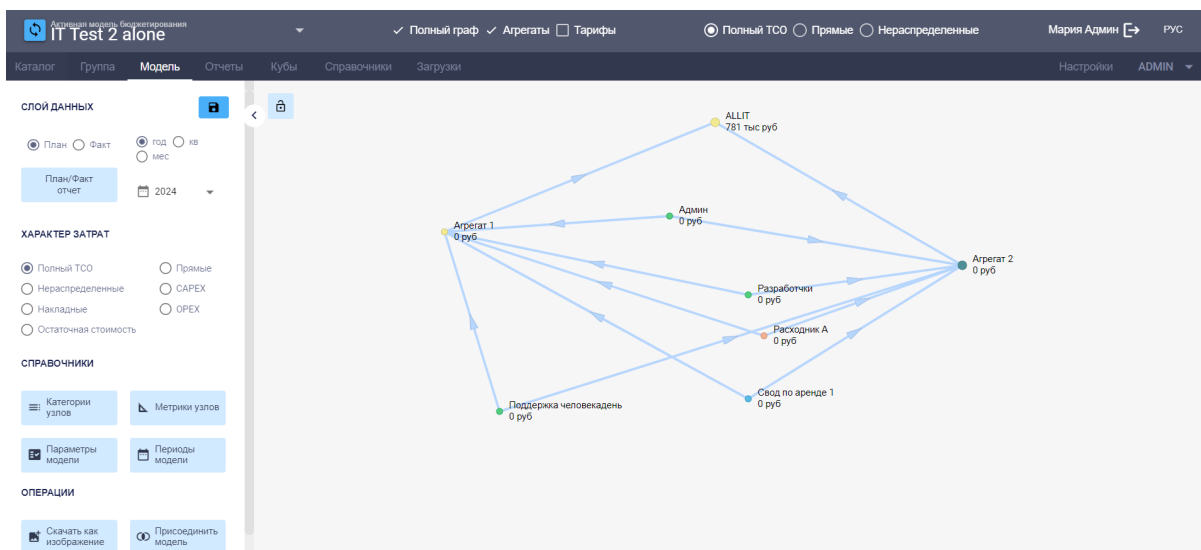 Активная модель бюджетирования
IT Test 2 alone
Полный граф Агрегаты Тарифы
Полный ТСО Прямые Нераспределенные
Мария Админ
РУС
Каталог Группа Модель Отчеты Кубы Справочники Загрузки
Настройки ADMIN
СЛОЙ ДАННЫХ
План Факт
год кв
мес
План/Факт
отчет
2024
ХАРАКТЕР ЗАТРАТ
Полный ТСО Прямые
Нераспределенные CAPEX
Накладные OPEX
Остаточная стоимость
СПРАВОЧНИКИ
Категории
узлов
Метрики узлов
Параметры
модели
Периоды
модели
ОПЕРАЦИИ
Скачать как
изображение
Присоединить
модель
ALLIT
781 тыс руб
Админ
0 руб
Агрегат 1
0 руб
Агрегат 2
0 руб
Разработчки
0 руб
Расходник А
0 руб
Свод по аренде 1
0 руб
Поддержка человекадень
0 руб